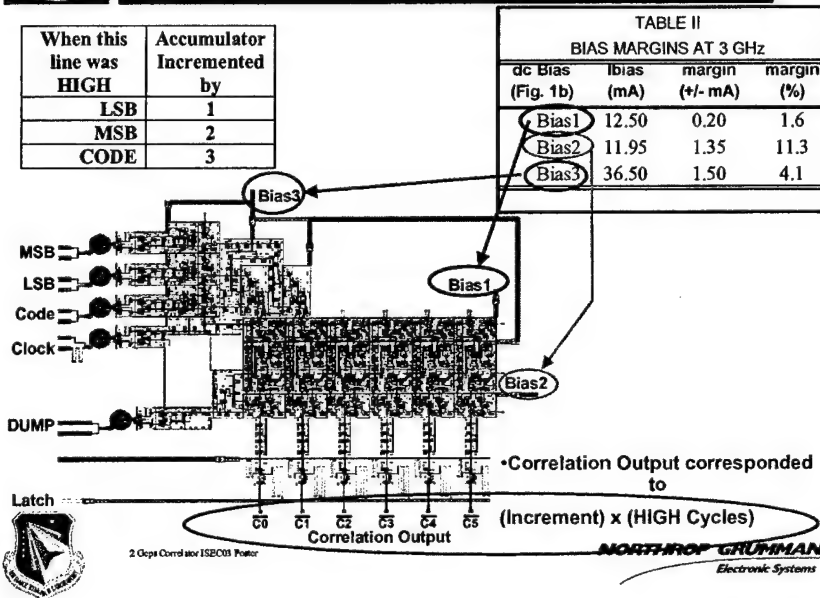 When this line was HIGH | Accumulator Incremented by
LSB | 1
MSB | 2
CODE | 3
TABLE II
BIAS MARGINS AT 3 GHz
dc Bias (Fig. 1b) | Ibias (mA) | margin (+/- mA) | margin (%)
Bias1 12.50 0.20 1.6
Bias2 11.95 1.35 11.3
Bias3 36.50 1.50 4.1
Bias3
MSB
LSB
Code
Clock
Bias1
Bias2
DUMP
•Correlation Output corresponded
to
Latch
(Increment) x (HIGH Cycles)
C0 C1 C2 C3 C4 C5
Correlation Output
2 Gcps Correlator ISEC03 Poster
NORTHROP GRUMMAN
Electronic Systems